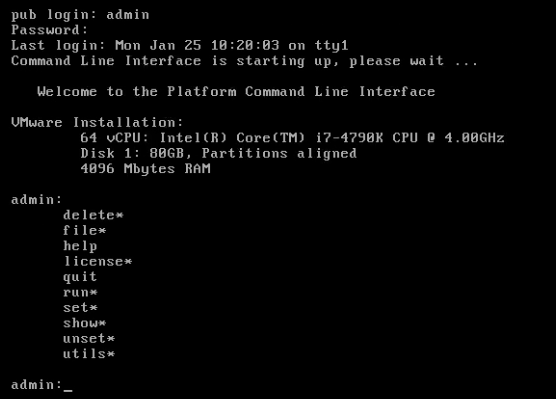 pub login: admin
Password:
Last login: Mon Jan 25 10:20:03 on tty1
Command Line Interface is starting up, please wait ...
Welcome to the Platform Command Line Interface
VMware Installation:
64 vCPU: Intel(R) Core(TM) i7-4790K CPU @ 4.00GHz
Disk 1: 80GB, Partitions aligned
4096 Mbytes RAM
admin:
delete*
file*
help
license*
quit
run*
set*
show*
unset*
utils*
admin:_